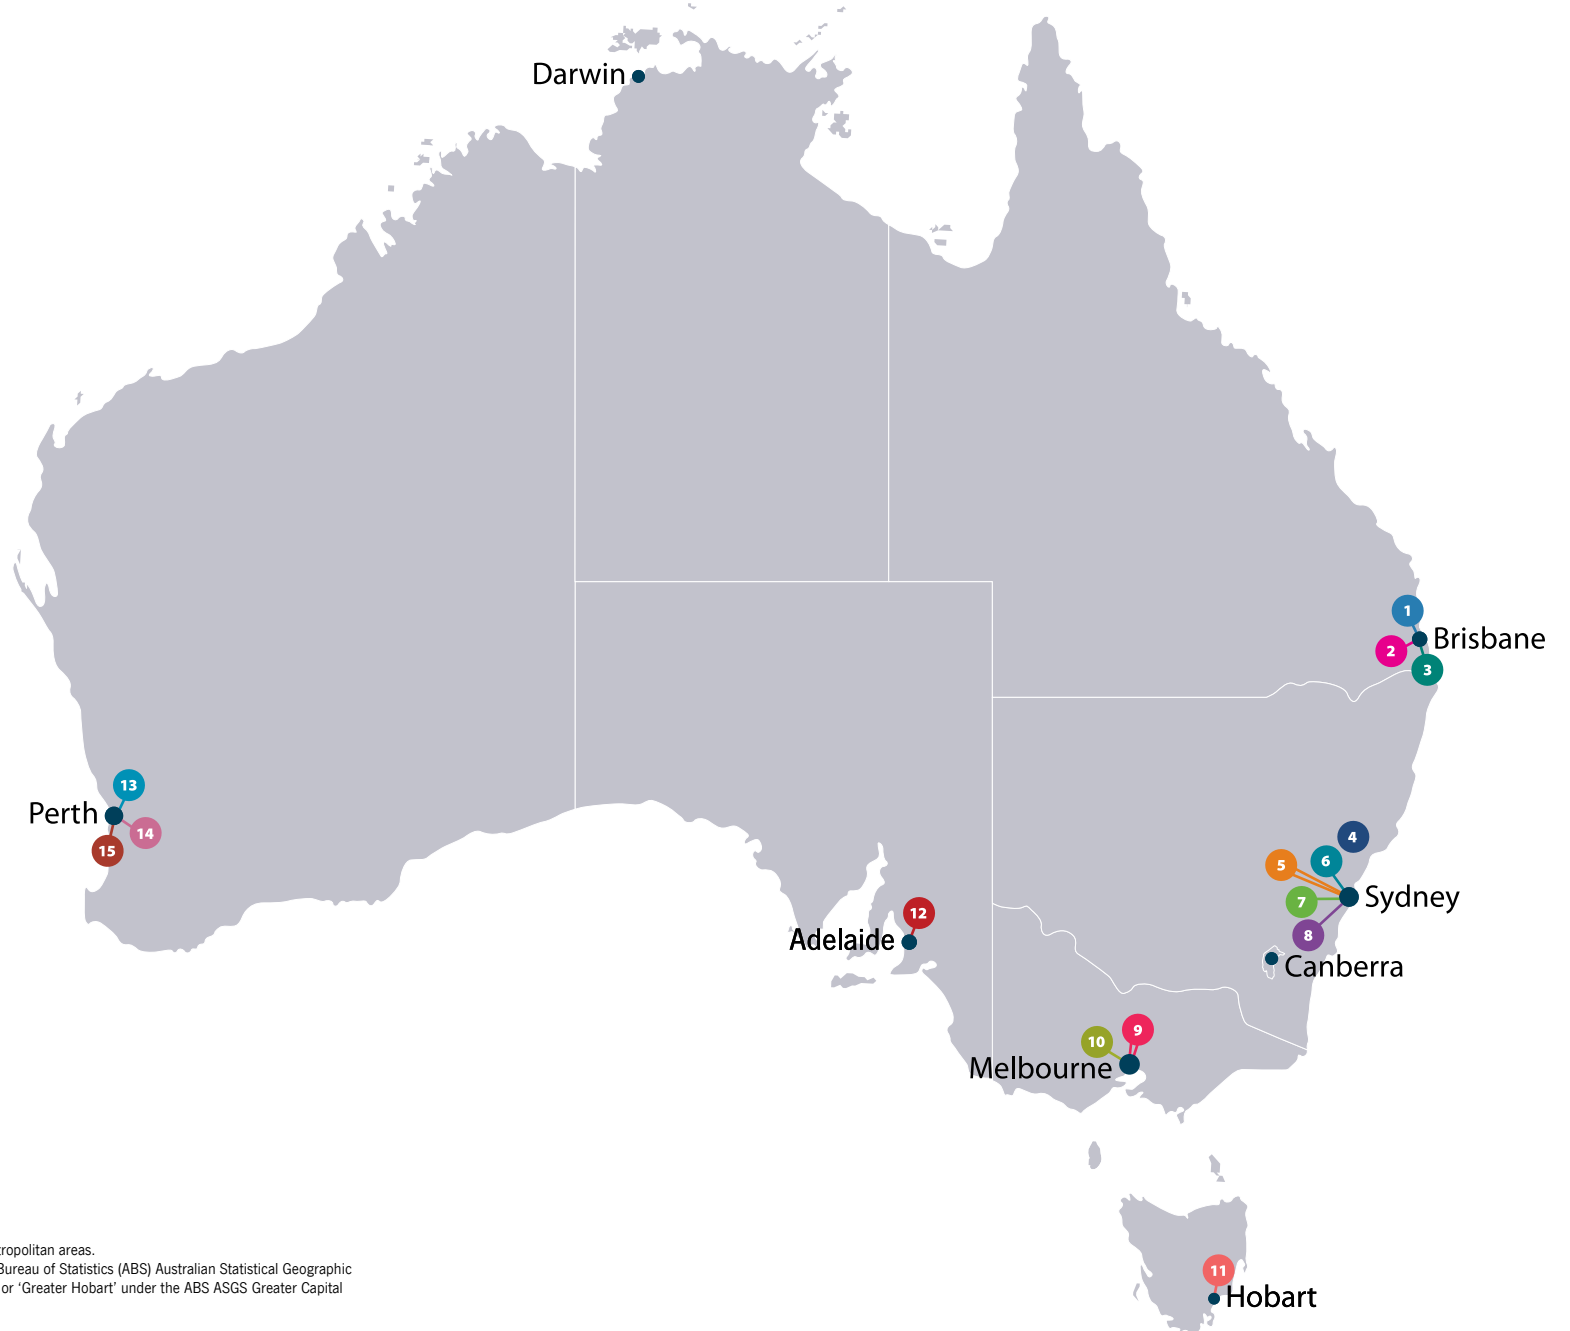 Darwin
1
Brisbane
2
3
13
Perth
14
15
4
5
6
Sydney
7
8
12
Adelaide
Canberra
9
10
Melbourne
tropolitan areas.
Bureau of Statistics (ABS) Australian Statistical Geographic
or ‘Greater Hobart’ under the ABS ASGS Greater Capital
11
Hobart